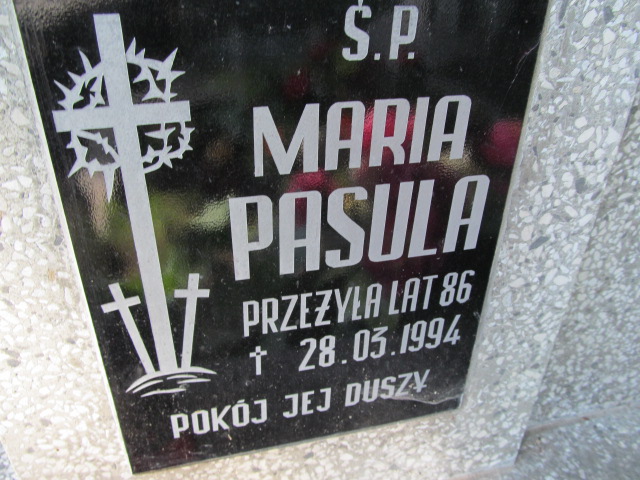 Ś.P.
MARIA
PASULA
PRZEŻYŁA LAT 86
† 28.03.1994
POKÓJ JEJ DUSZY